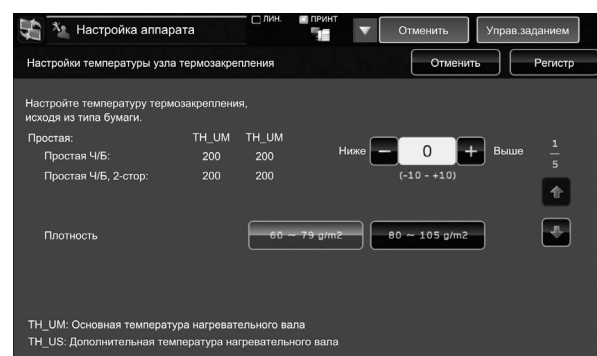 Настройка аппарата
ЛИН. ПРИНТ
Отменить Управ.заданием
Настройки температуры узла термозакрепления Отменить Регистр
Настройте температуру термозакрепления,
исходя из типа бумаги.
Простая: TH_UM TH_UM
Простая Ч/Б: 200 200
Простая Ч/Б, 2-стор: 200 200
Ниже − 0 + Выше
(-10 - +10)
1
5
Плотность 60 ~ 79 g/m2 80 ~ 105 g/m2
TH_UM: Основная температура нагревательного вала
TH_US: Дополнительная температура нагревательного вала